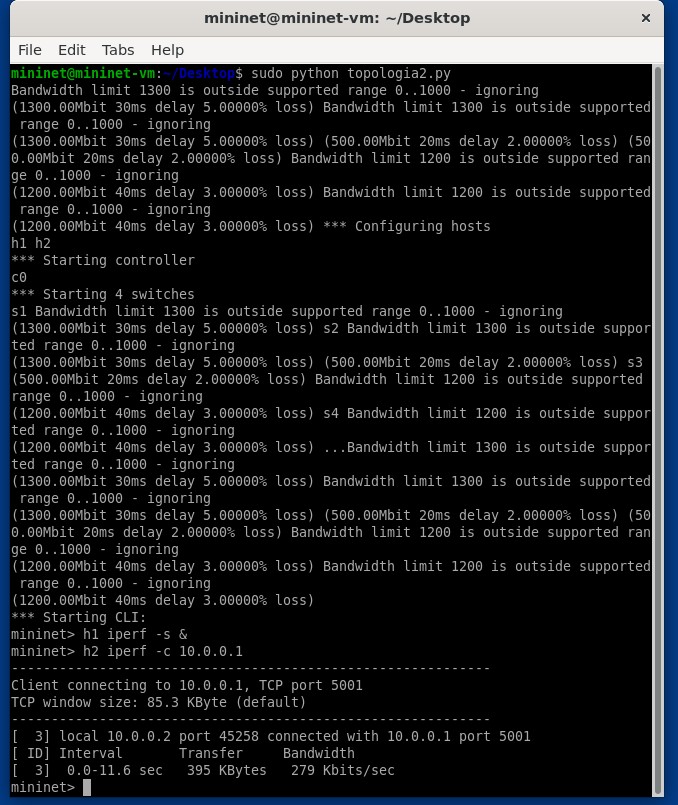 mininet@mininet-vm: ~/Desktop
×
File Edit Tabs Help
mininet@mininet-vm:~/Desktop$ sudo python topologia2.py
Bandwidth limit 1300 is outside supported range 0..1000 - ignoring
(1300.00Mbit 30ms delay 5.00000% loss) Bandwidth limit 1300 is outside supported
 range 0..1000 - ignoring
(1300.00Mbit 30ms delay 5.00000% loss) (500.00Mbit 20ms delay 2.00000% loss) (50
0.00Mbit 20ms delay 2.00000% loss) Bandwidth limit 1200 is outside supported ran
ge 0..1000 - ignoring
(1200.00Mbit 40ms delay 3.00000% loss) Bandwidth limit 1200 is outside supported
 range 0..1000 - ignoring
(1200.00Mbit 40ms delay 3.00000% loss) *** Configuring hosts
h1 h2
*** Starting controller
c0
*** Starting 4 switches
s1 Bandwidth limit 1300 is outside supported range 0..1000 - ignoring
(1300.00Mbit 30ms delay 5.00000% loss) s2 Bandwidth limit 1300 is outside suppor
ted range 0..1000 - ignoring
(1300.00Mbit 30ms delay 5.00000% loss) (500.00Mbit 20ms delay 2.00000% loss) s3
(500.00Mbit 20ms delay 2.00000% loss) Bandwidth limit 1200 is outside supported
range 0..1000 - ignoring
(1200.00Mbit 40ms delay 3.00000% loss) s4 Bandwidth limit 1200 is outside suppor
ted range 0..1000 - ignoring
(1200.00Mbit 40ms delay 3.00000% loss) ...Bandwidth limit 1300 is outside suppor
ted range 0..1000 - ignoring
(1300.00Mbit 30ms delay 5.00000% loss) Bandwidth limit 1300 is outside supported
 range 0..1000 - ignoring
(1300.00Mbit 30ms delay 5.00000% loss) (500.00Mbit 20ms delay 2.00000% loss) (50
0.00Mbit 20ms delay 2.00000% loss) Bandwidth limit 1200 is outside supported ran
ge 0..1000 - ignoring
(1200.00Mbit 40ms delay 3.00000% loss) Bandwidth limit 1200 is outside supported
 range 0..1000 - ignoring
(1200.00Mbit 40ms delay 3.00000% loss)
*** Starting CLI:
mininet> h1 iperf -s &
mininet> h2 iperf -c 10.0.0.1
------------------------------------------------------------
Client connecting to 10.0.0.1, TCP port 5001
TCP window size: 85.3 KByte (default)
------------------------------------------------------------
[  3] local 10.0.0.2 port 45258 connected with 10.0.0.1 port 5001
[ ID] Interval       Transfer     Bandwidth
[  3]  0.0-11.6 sec   395 KBytes   279 Kbits/sec
mininet>